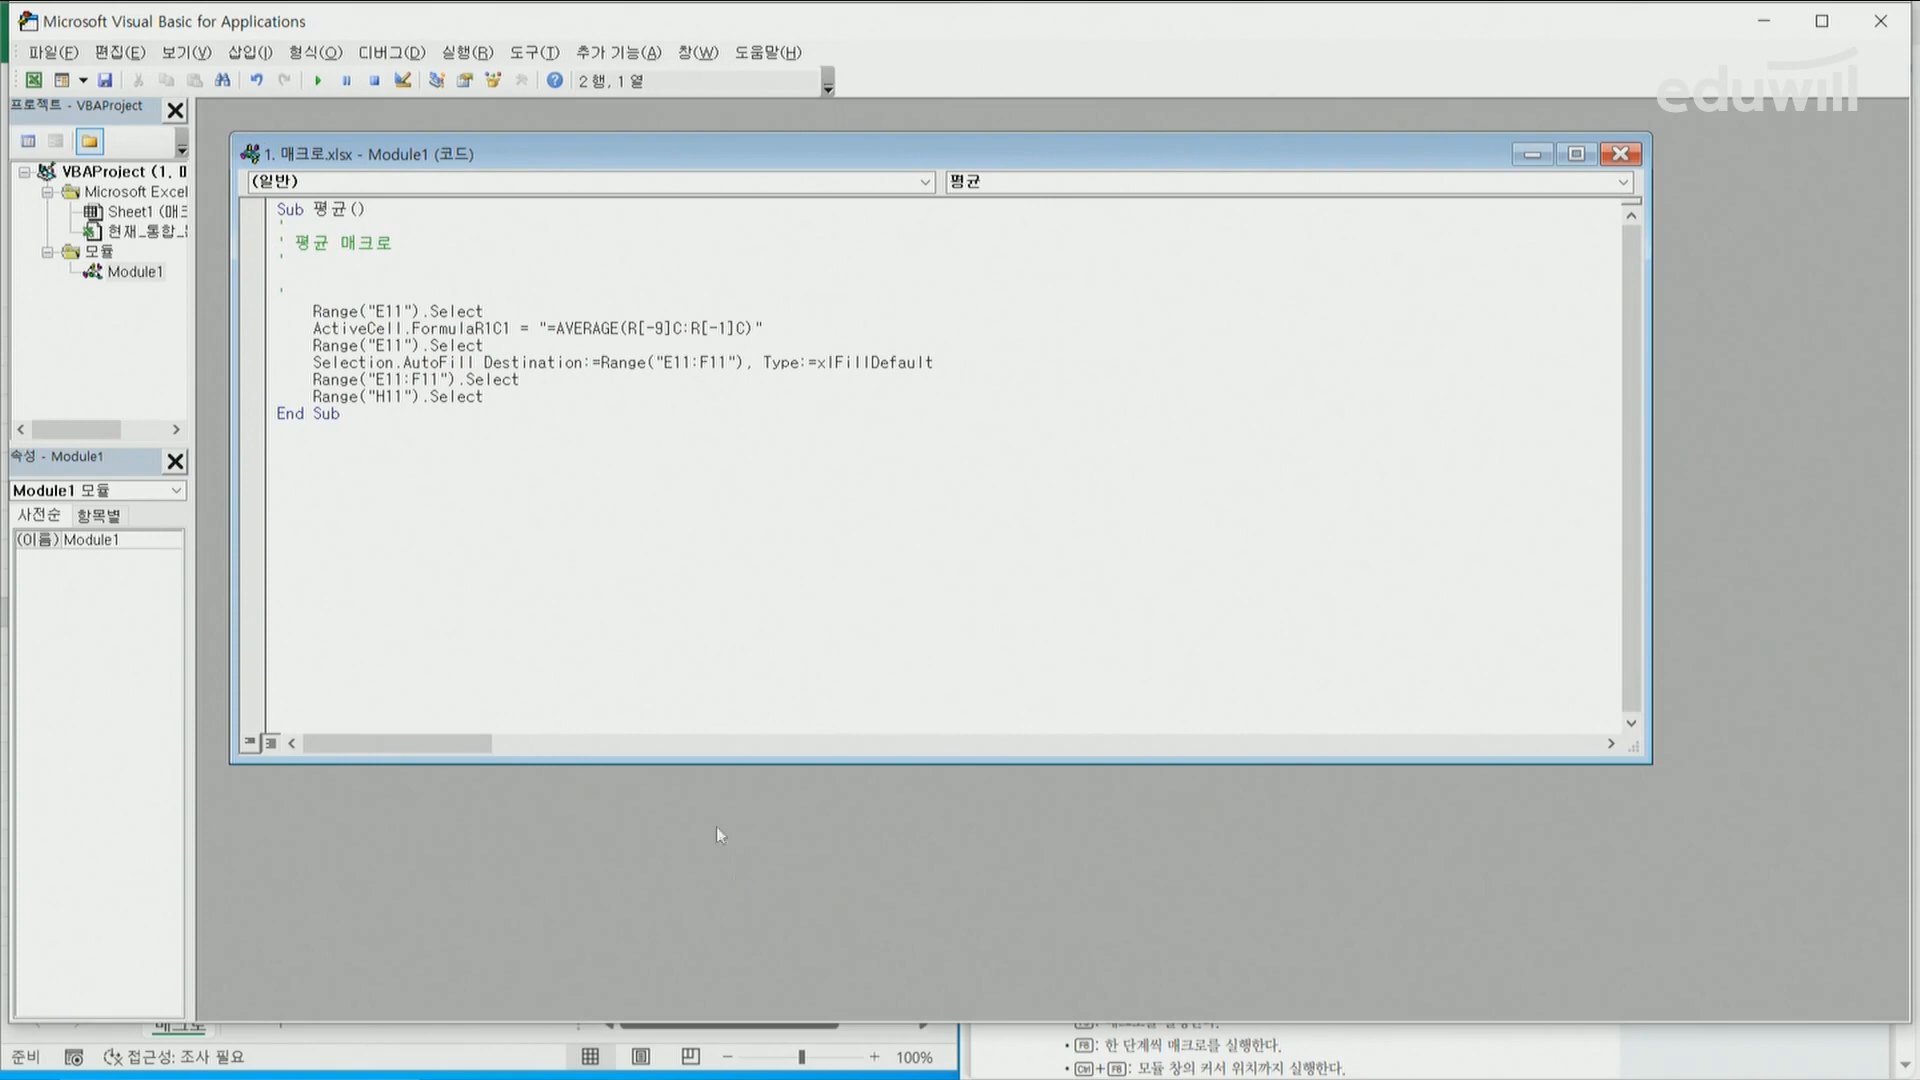 Microsoft Visual Basic for Applications
파일(F) 편집(E) 보기(V) 삽입(I) 형식(O) 디버그(D) 실행(R) 도구(T) 추가 기능(A) 창(W) 도움말(H)
2 행, 1 열
eduwill
프로젝트 - VBAProject
VBAProject (1.
Microsoft Excel
Sheet1 (매크
현재_통합_
모듈
Module1
속성 - Module1
Module1 모듈
사전순 항목별
(이름) Module1
1. 매크로.xlsx - Module1 (코드)
(일반) 평균
Sub 평균()
'
' 평균 매크로
'
'
Range("E11").Select
ActiveCell.FormulaR1C1 = "=AVERAGE(R[-9]C:R[-1]C)"
Range("E11").Select
Selection.AutoFill Destination:=Range("E11:F11"), Type:=xlFillDefault
Range("E11:F11").Select
Range("H11").Select
End Sub
매크로
준비 접근성: 조사 필요 100%
• F8: 한 단계씩 매크로를 실행한다.
• Ctrl+F8: 모듈 창의 커서 위치까지 실행한다.